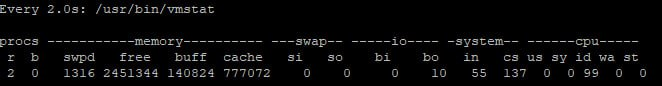 Every 2.0s: /usr/bin/vmstat
procs -----------memory---------- ---swap-- -----io---- -system-- -----cpu-----
 r  b   swpd   free   buff  cache   si   so    bi    bo   in   cs us sy id wa st
 2  0   1316 2451344 140824 777072    0    0     0    10   55  137  0  0 99  0  0